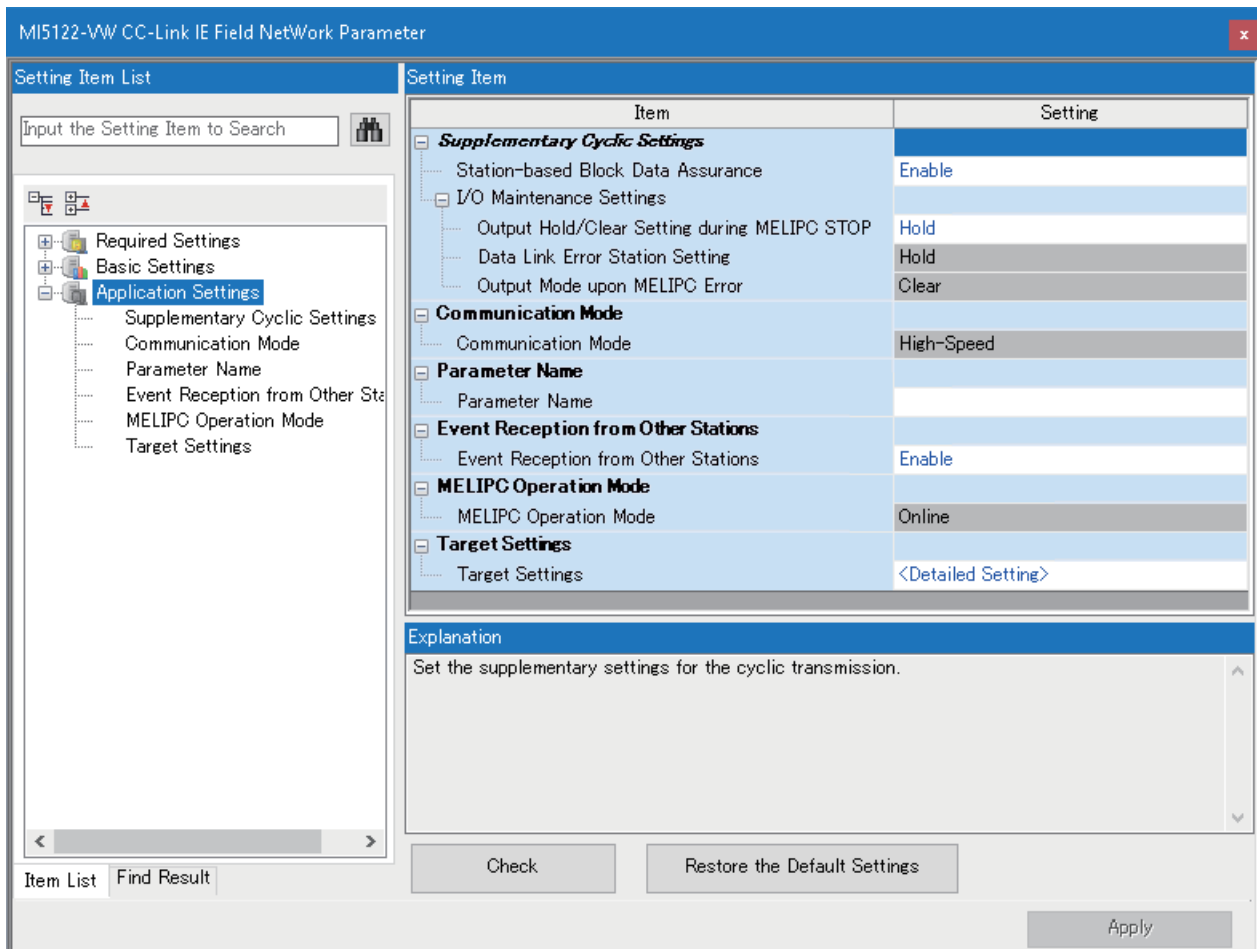 MI5122-VW CC-Link IE Field NetWork Parameter
x
Setting Item List
Input the Setting Item to Search
Required Settings
Basic Settings
Application Settings
Supplementary Cyclic Settings
Communication Mode
Parameter Name
Event Reception from Other Sta
MELIPC Operation Mode
Target Settings
Item List Find Result
Setting Item
Item Setting
Supplementary Cyclic Settings
Station-based Block Data Assurance Enable
I/O Maintenance Settings
Output Hold/Clear Setting during MELIPC STOP Hold
Data Link Error Station Setting Hold
Output Mode upon MELIPC Error Clear
Communication Mode
Communication Mode High-Speed
Parameter Name
Parameter Name
Event Reception from Other Stations
Event Reception from Other Stations Enable
MELIPC Operation Mode
MELIPC Operation Mode Online
Target Settings
Target Settings <Detailed Setting>
Explanation
Set the supplementary settings for the cyclic transmission.
Check Restore the Default Settings
Apply